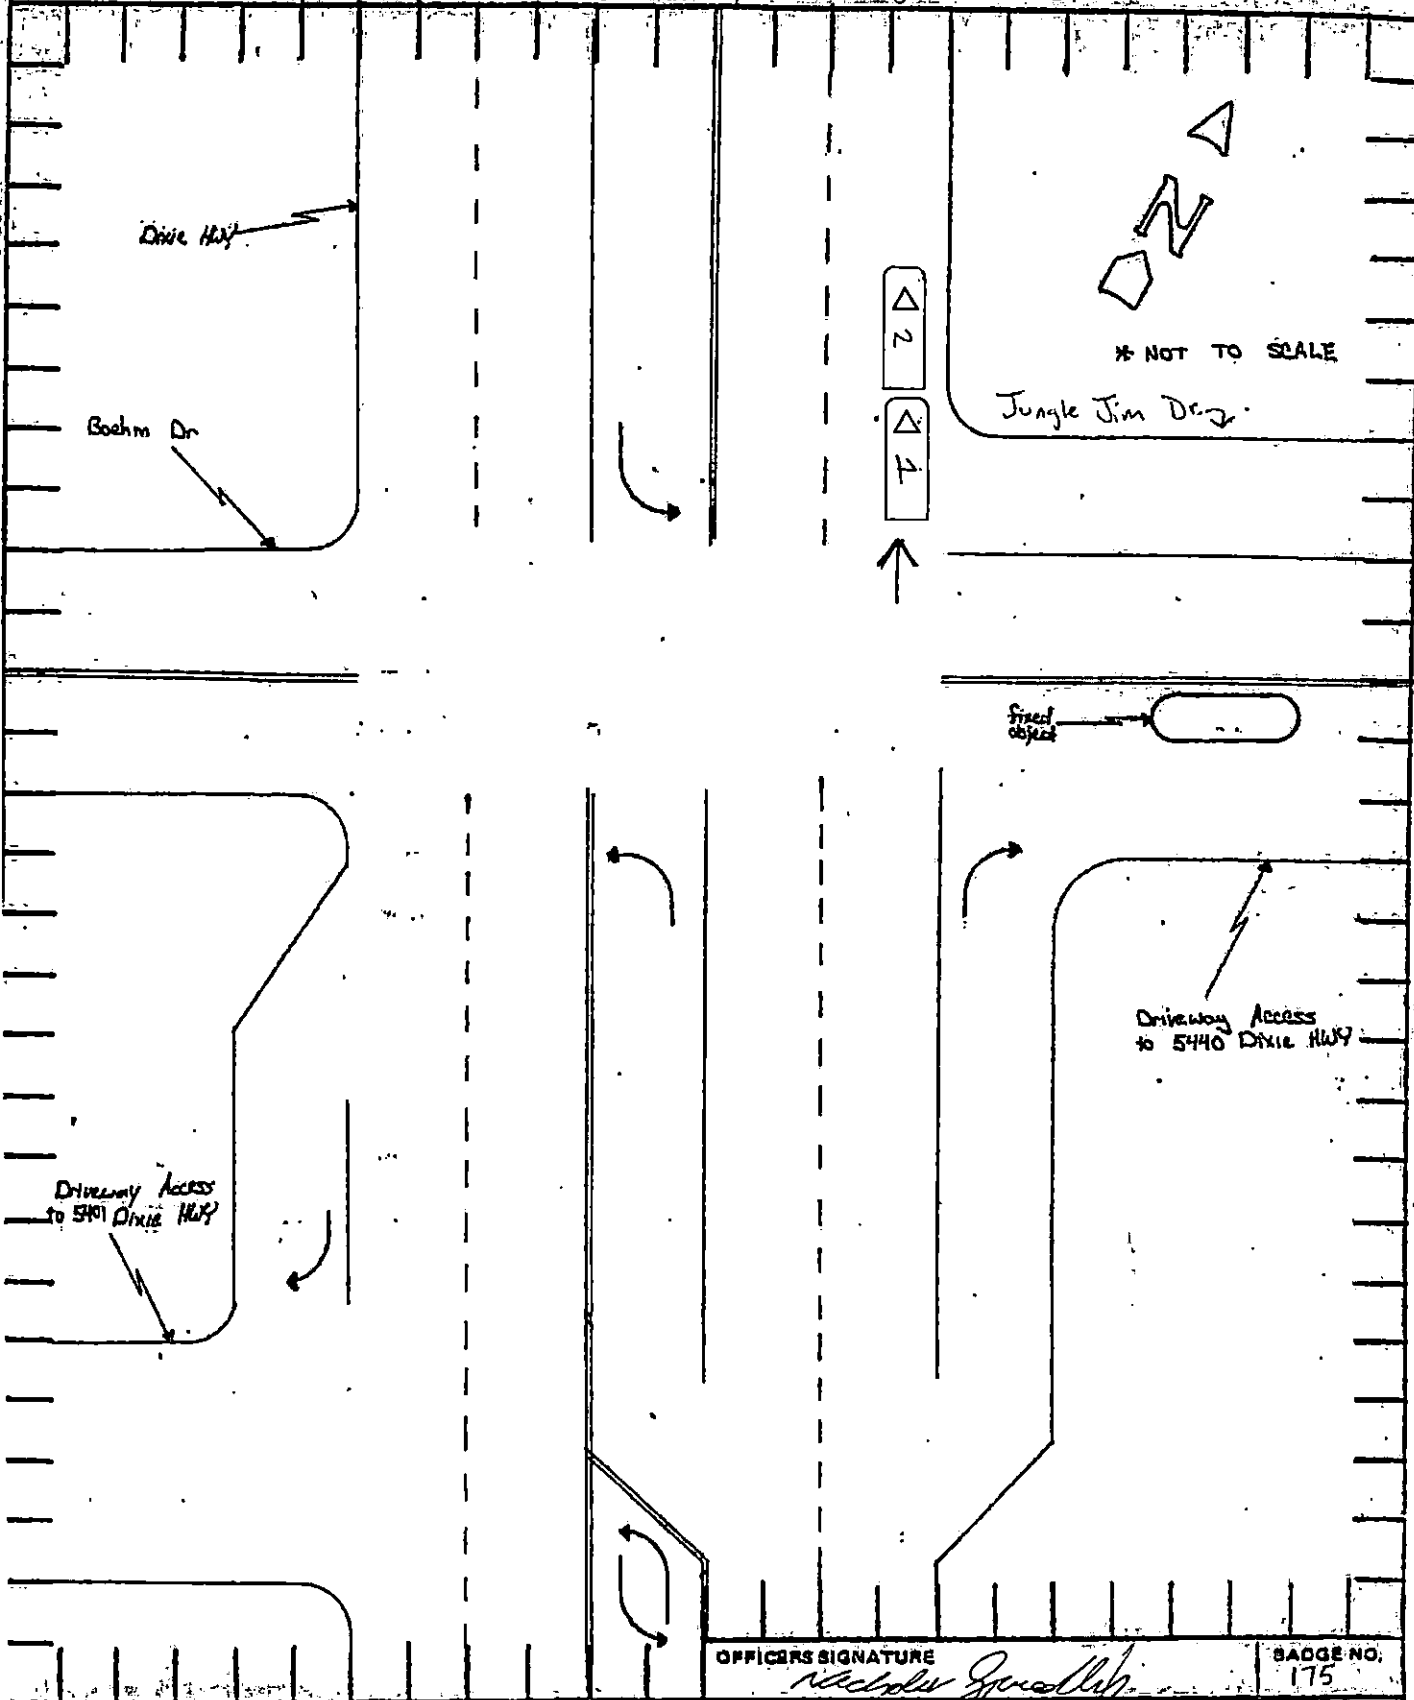 Dixie HWY
N
2
* NOT TO SCALE
Jungle Jim Dr.
Boehm Dr
1
fixed
object
Driveway Access
to 5440 Dixie HWY
Driveway Access
to 5401 Dixie HWY
OFFICERS SIGNATURE
BADGE NO.
175